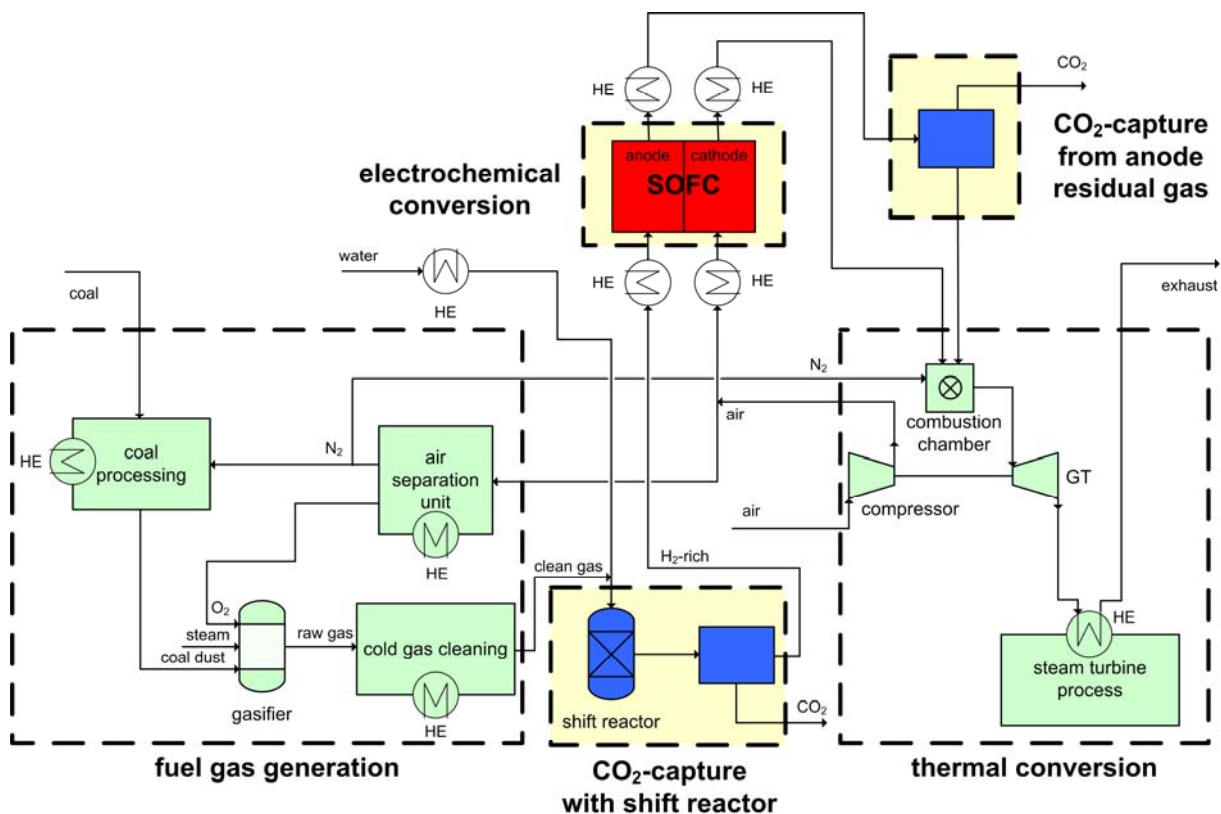 CO₂
HE
HE
CO₂-capture
from anode
residual gas
anode
cathode
SOFC
electrochemical
conversion
water
HE
HE
HE
coal
exhaust
N₂
combustion
chamber
air
HE
coal
processing
N₂
air
separation
unit
HE
compressor
GT
air
H₂-rich
clean gas
O₂
steam
coal dust
raw gas
cold gas cleaning
HE
gasifier
shift reactor
CO₂
HE
steam turbine
process
fuel gas generation
CO₂-capture
with shift reactor
thermal conversion